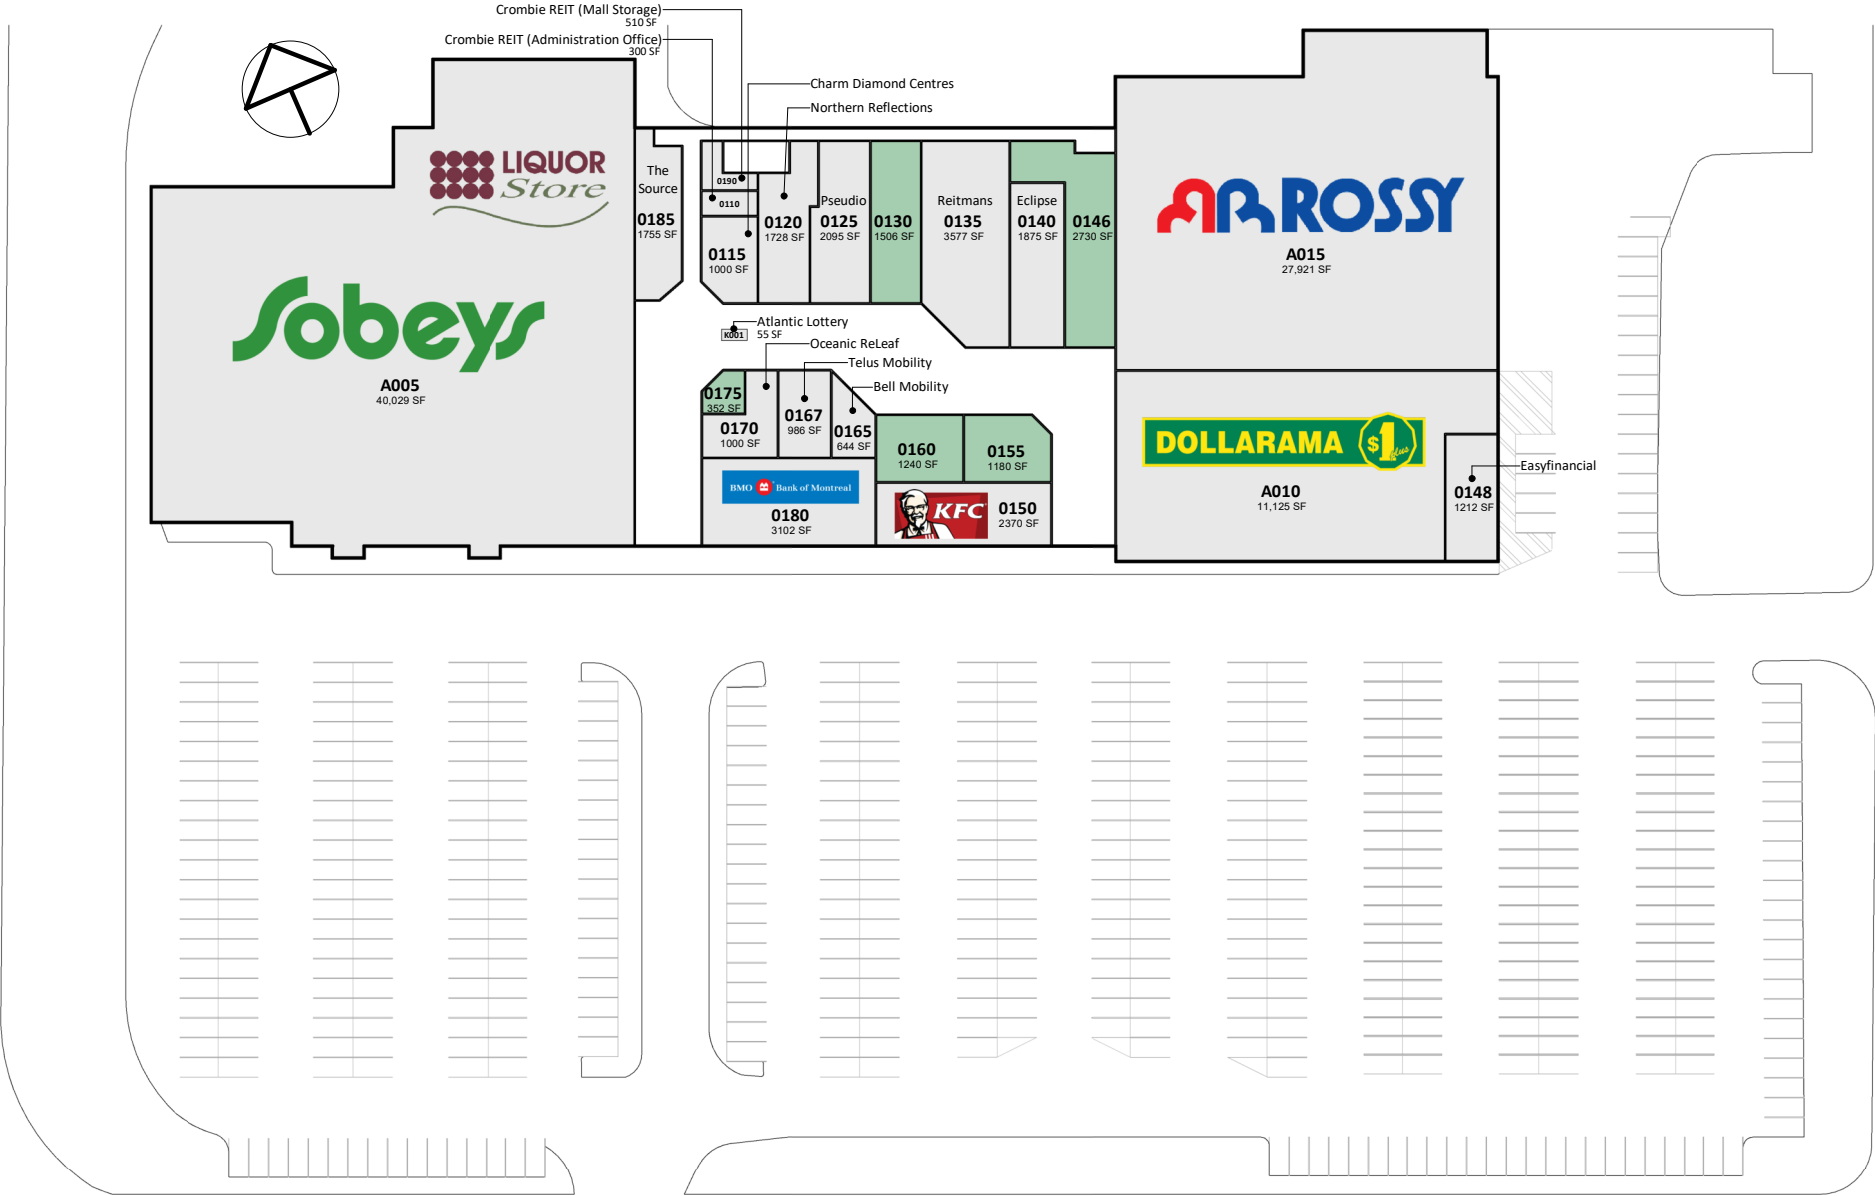 Crombie REIT (Mall Storage)
510 SF
Crombie REIT (Administration Office)
300 SF
Charm Diamond Centres
Northern Reflections
LIQUOR
Store
The
Source
0185
1755 SF
0190
0110
0115
1000 SF
0120
1728 SF
Pseudio
0125
2095 SF
0130
1506 SF
Reitmans
0135
3577 SF
Eclipse
0140
1875 SF
0146
2730 SF
ROSSY
A015
27,921 SF
Sobeys
A005
40,029 SF
K001
Atlantic Lottery
55 SF
Oceanic ReLeaf
Telus Mobility
Bell Mobility
0175
352 SF
0170
1000 SF
0167
986 SF
0165
644 SF
0160
1240 SF
0155
1180 SF
BMO Bank of Montreal
0180
3102 SF
KFC
0150
2370 SF
DOLLARAMA $1 plus
A010
11,125 SF
Easyfinancial
0148
1212 SF